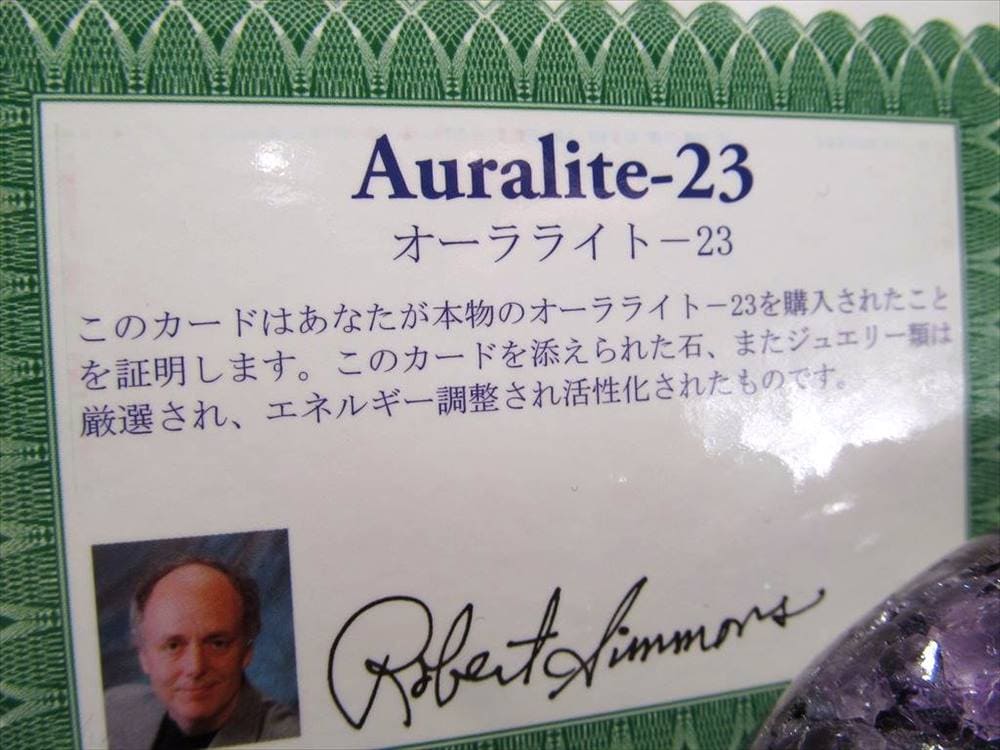 Auralite-23
オーラライト－23
このカードはあなたが本物のオーラライト－23を購入されたこと
を証明します。このカードを添えられた石、またジュエリー類は
厳選され、エネルギー調整され活性化されたものです。
Robert Simmons